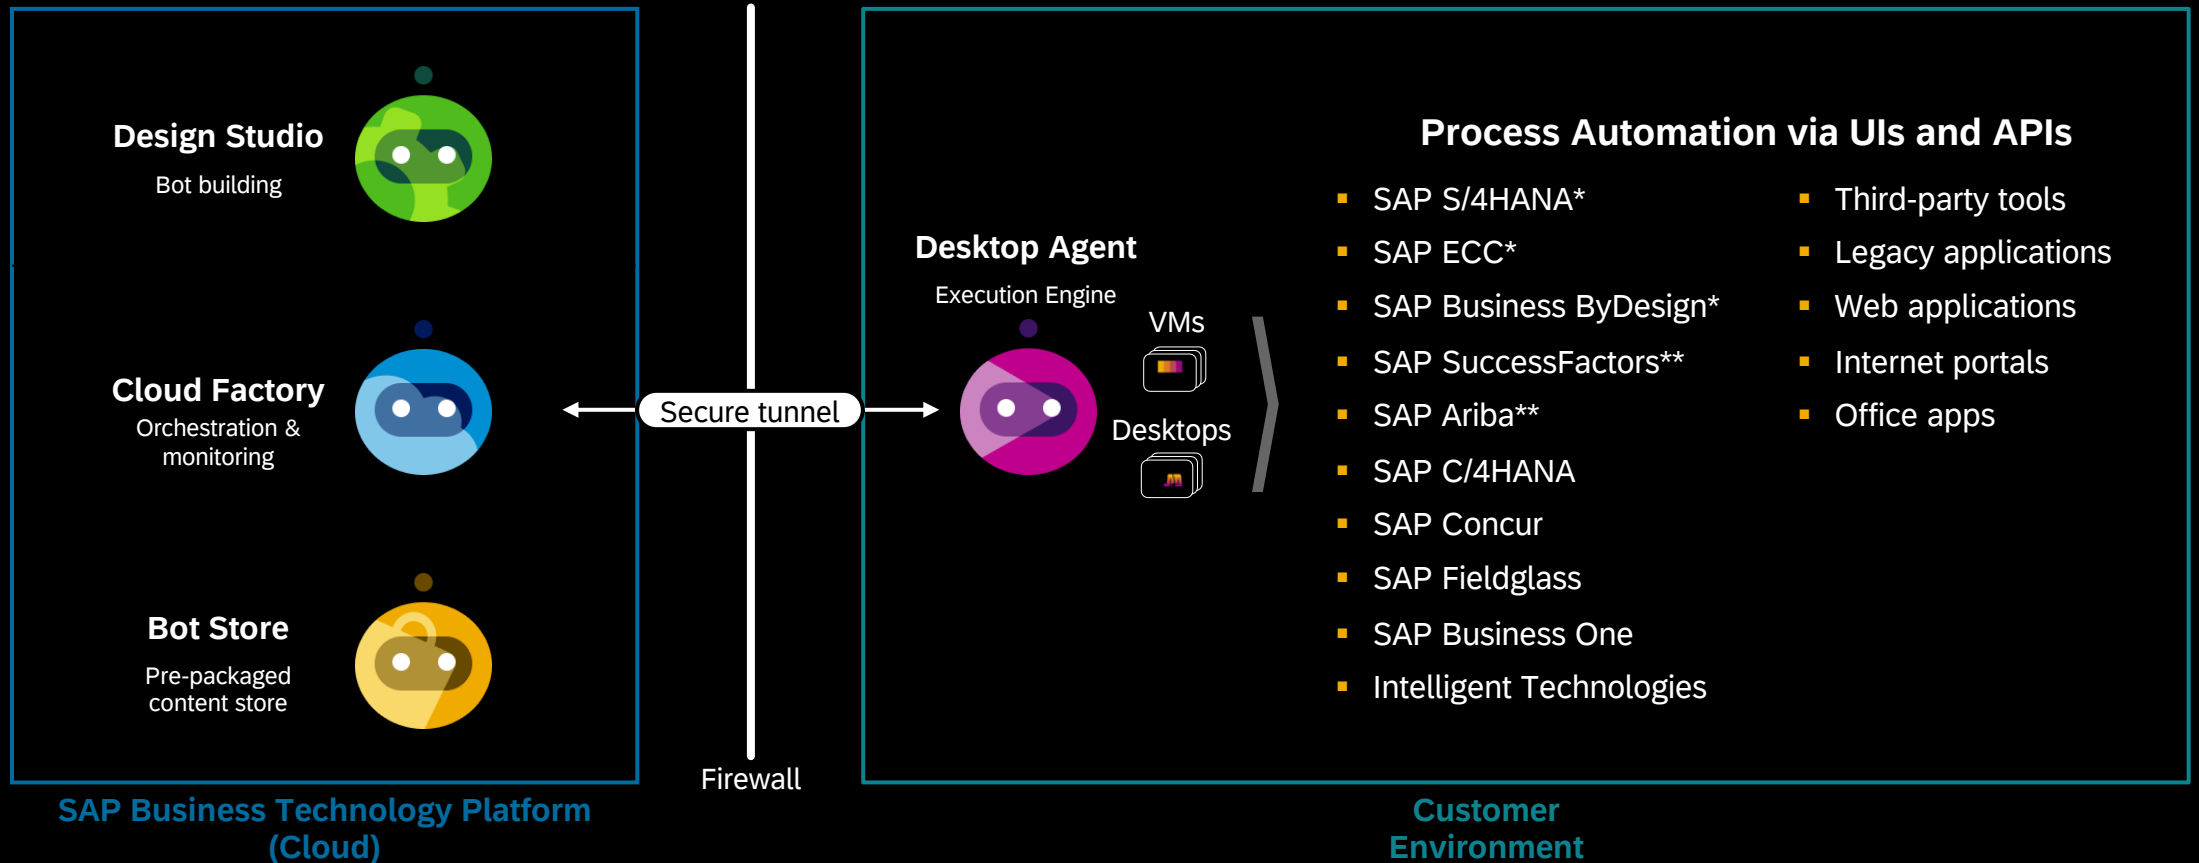 Design Studio
Bot building
Cloud Factory
Orchestration &
monitoring
Bot Store
Pre-packaged
content store
SAP Business Technology Platform
(Cloud)
Secure tunnel
Firewall
Desktop Agent
Execution Engine
VMs
Desktops
Process Automation via UIs and APIs
SAP S/4HANA*
SAP ECC*
SAP Business ByDesign*
SAP SuccessFactors**
SAP Ariba**
SAP C/4HANA
SAP Concur
SAP Fieldglass
SAP Business One
Intelligent Technologies
Third-party tools
Legacy applications
Web applications
Internet portals
Office apps
Customer
Environment